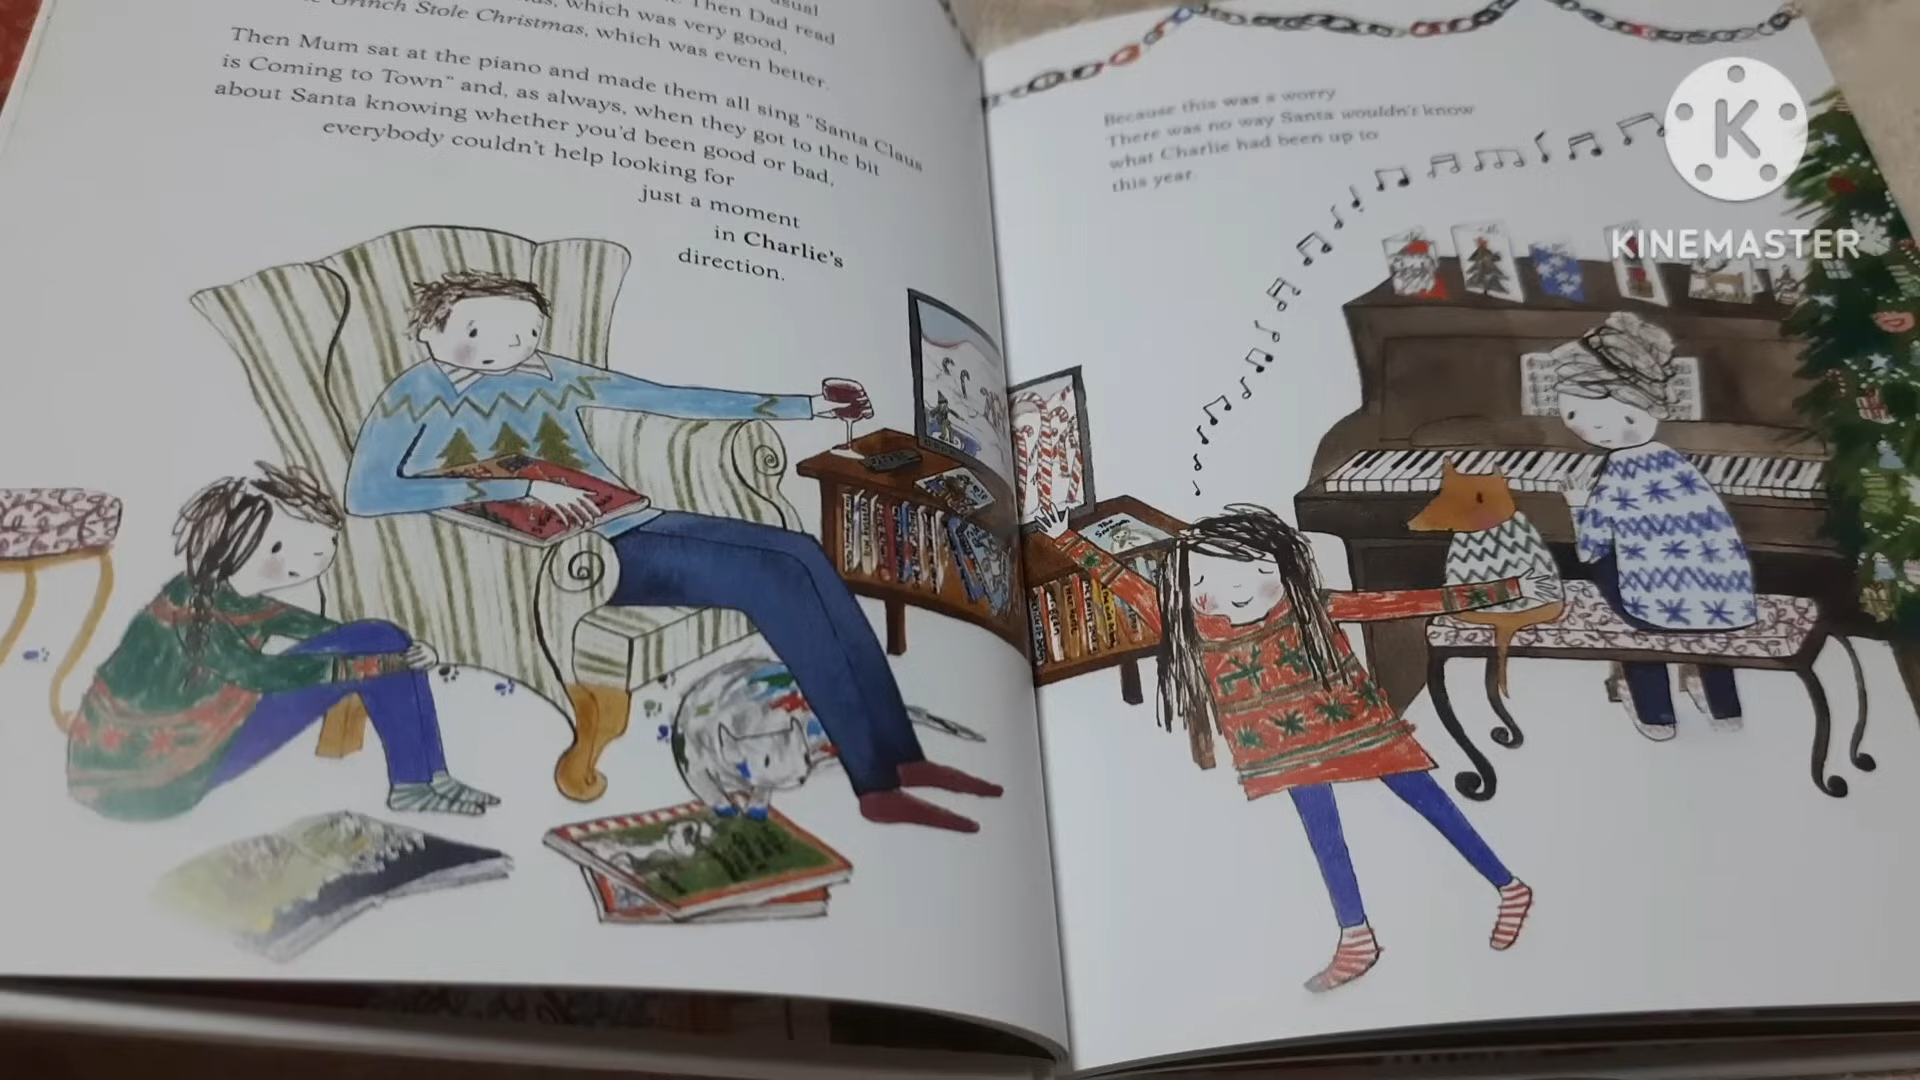 usual
which was very good, Then Dad read
Grinch Stole Christmas, which was even better.
Then Mum sat at the piano and made them all sing "Santa Claus
is Coming to Town" and, as always, when they got to the bit
about Santa knowing whether you'd been good or bad,
everybody couldn't help looking for
just a moment
in Charlie's
direction.
Because this was a worry
There was no way Santa wouldn't know
what Charlie had been up to
this year.
K
KINEMASTER
The Snowman